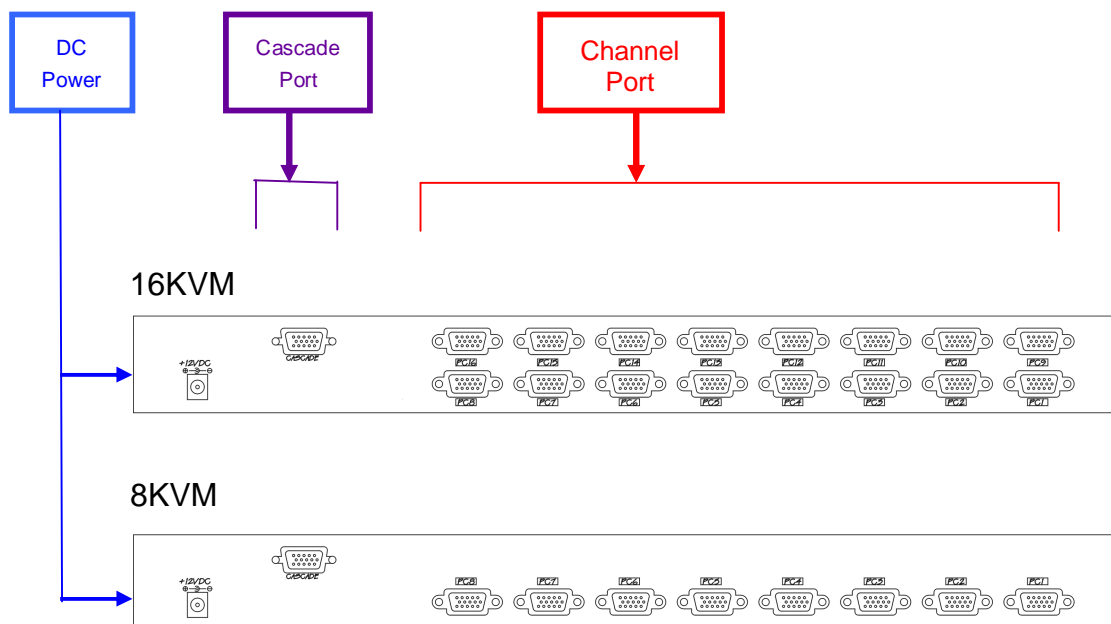 DC
Power
Cascade
Port
Channel
Port
16KVM
CASCADE
+12VDC
PC16 PC15 PC14 PC13 PC12 PC11 PC10 PC9
PC8 PC7 PC6 PC5 PC4 PC3 PC2 PC1
8KVM
CASCADE
+12VDC
PC8 PC7 PC6 PC5 PC4 PC3 PC2 PC1